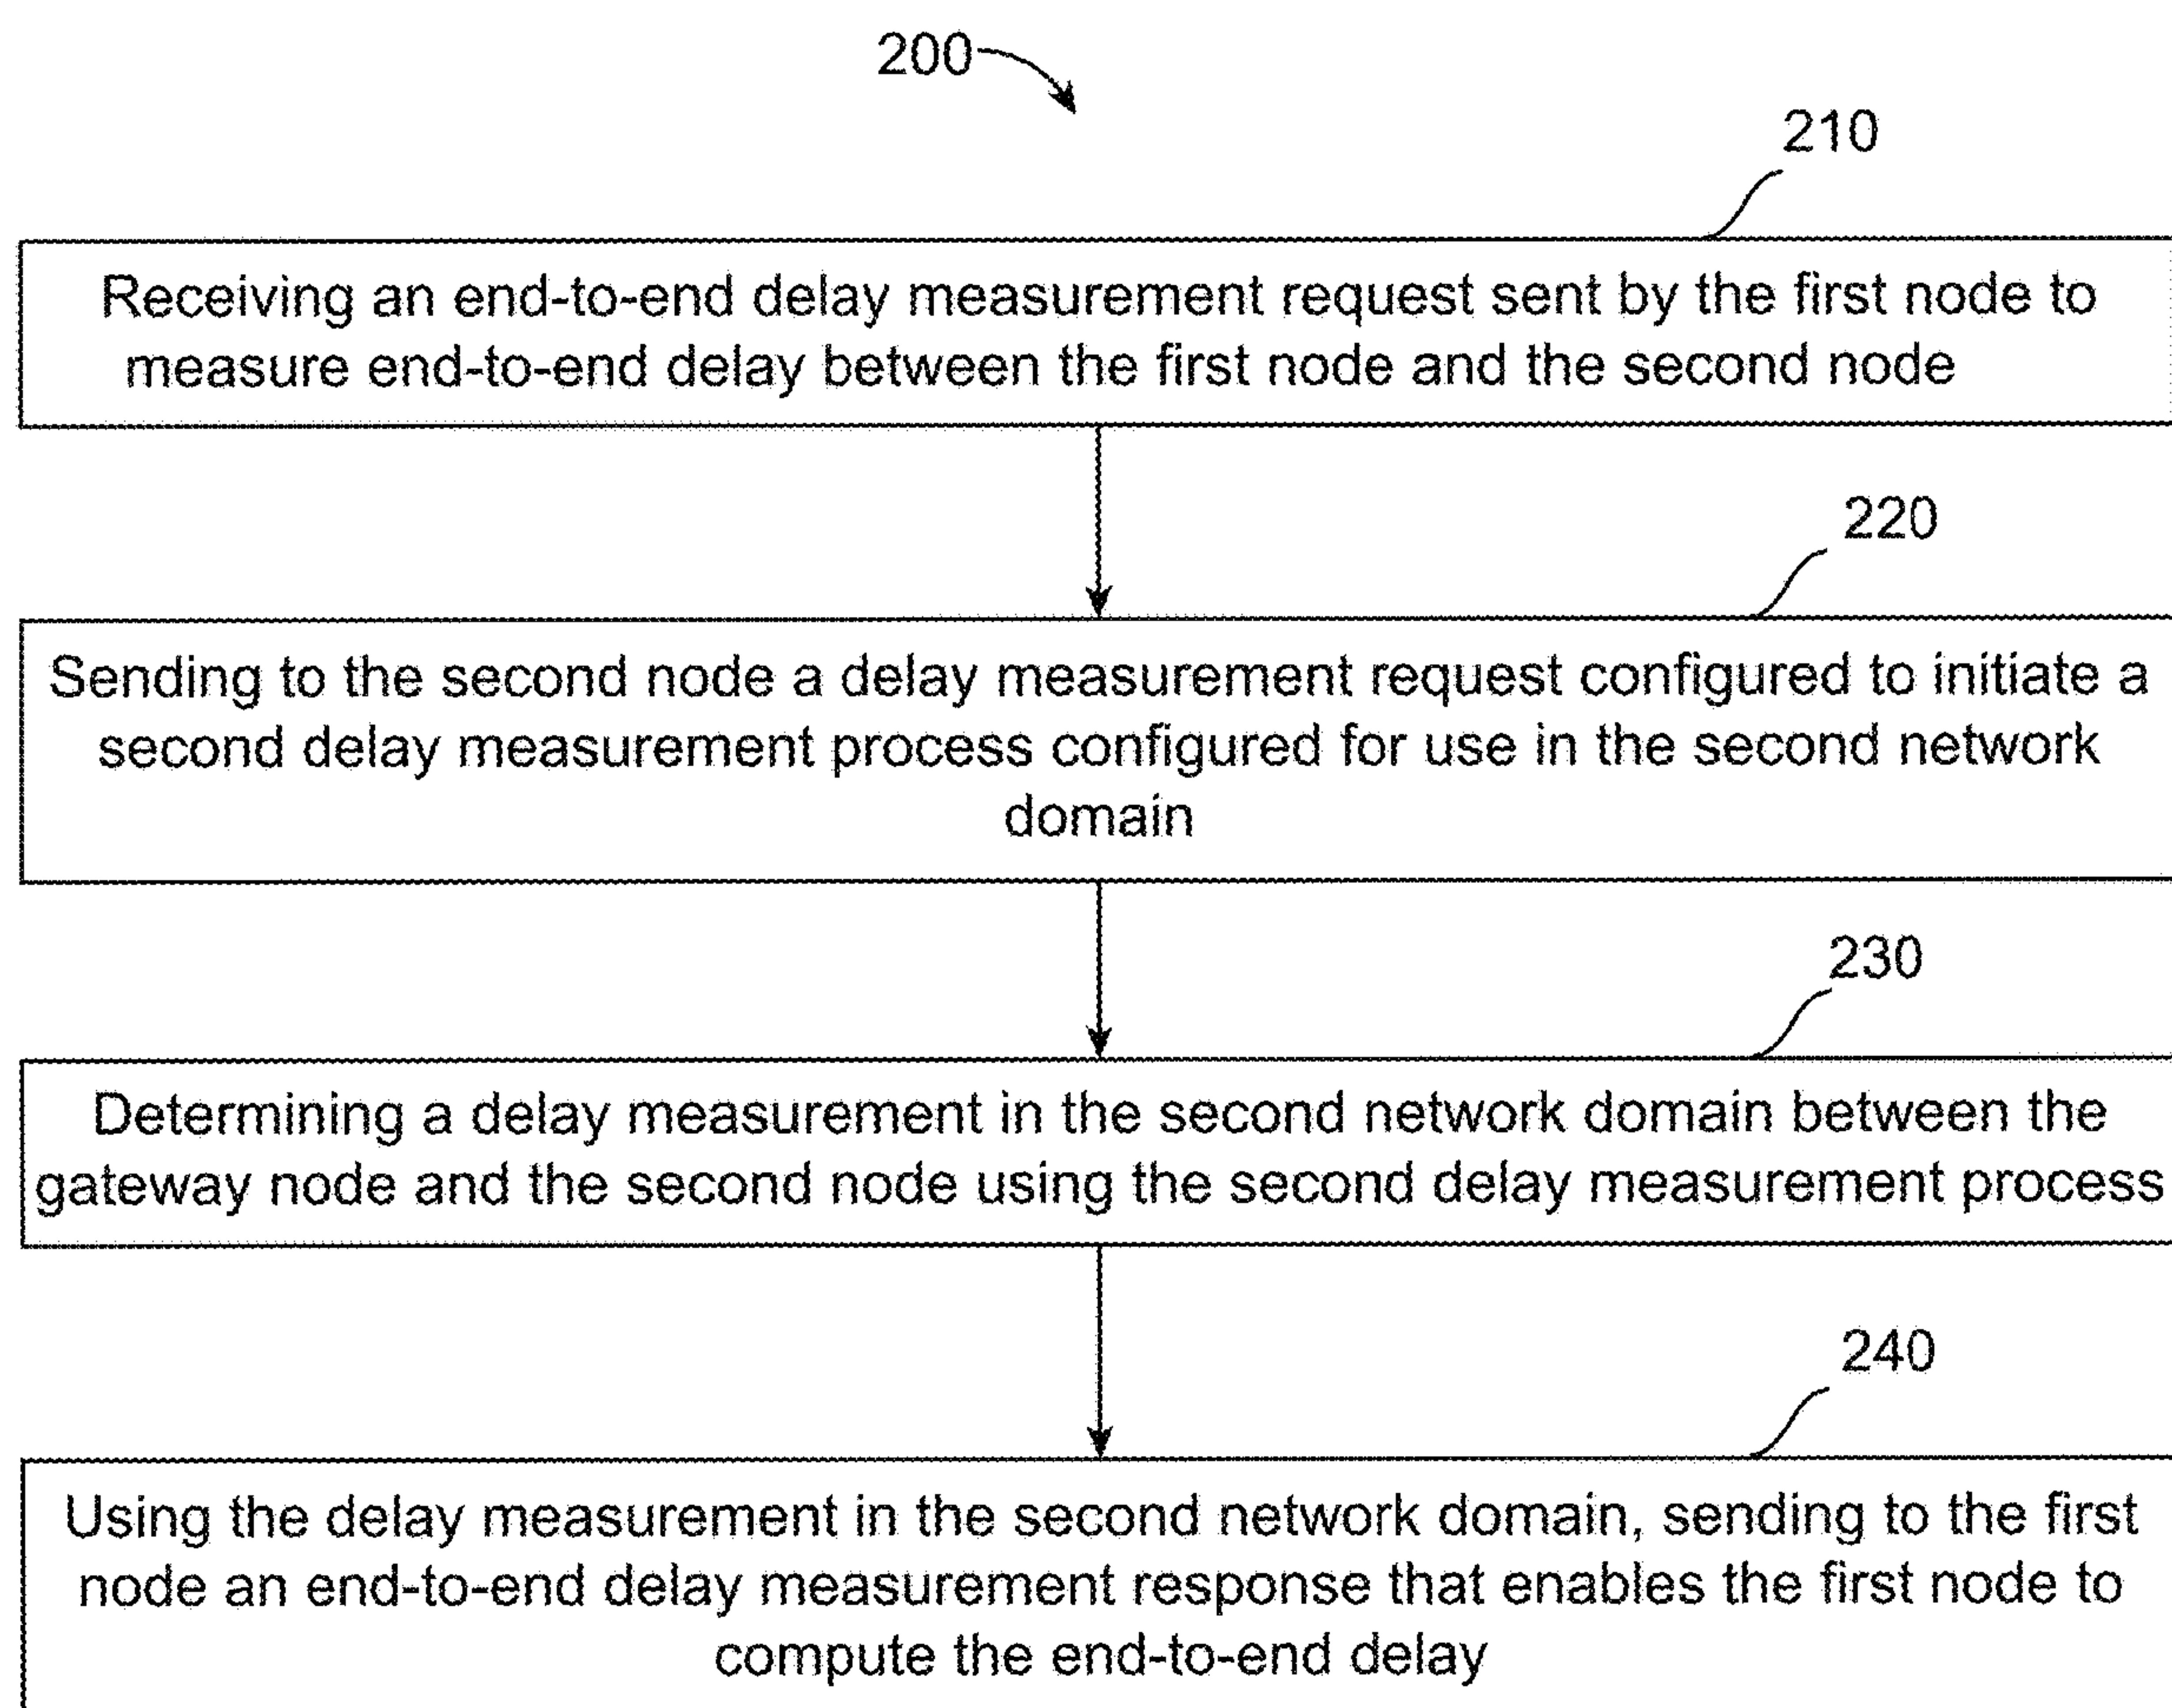 200
210
Receiving an end-to-end delay measurement request sent by the first node to
measure end-to-end delay between the first node and the second node
220
Sending to the second node a delay measurement request configured to initiate a
second delay measurement process configured for use in the second network
domain
230
Determining a delay measurement in the second network domain between the
gateway node and the second node using the second delay measurement process
240
Using the delay measurement in the second network domain, sending to the first
node an end-to-end delay measurement response that enables the first node to
compute the end-to-end delay